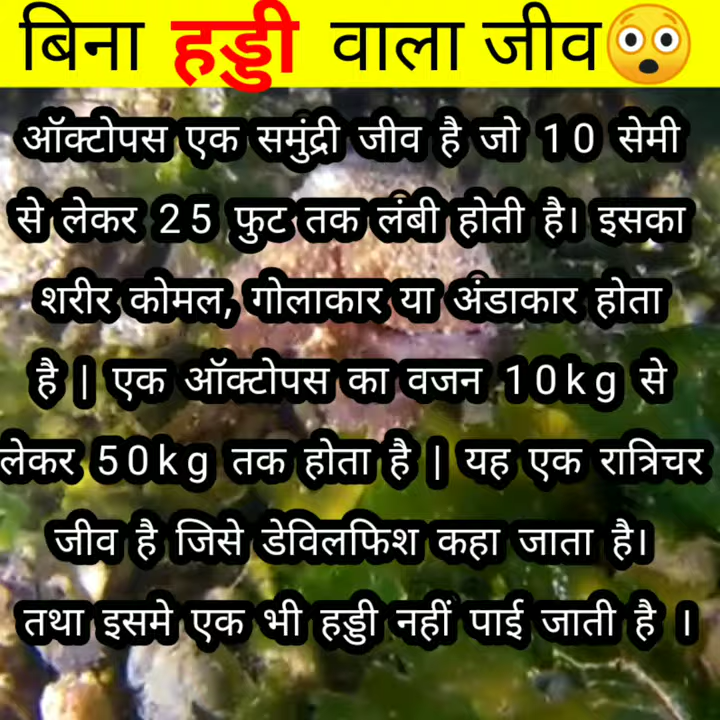 बिना हड्डी वाला जीव😳
ऑक्टोपस एक समुंद्री जीव है जो 10 सेमी
से लेकर 25 फुट तक लंबी होती है। इसका
शरीर कोमल, गोलाकार या अंडाकार होता
है | एक ऑक्टोपस का वजन 10kg से
लेकर 50kg तक होता है | यह एक रात्रिचर
जीव है जिसे डेविलफिश कहा जाता है।
तथा इसमे एक भी हड्डी नहीं पाई जाती है ।